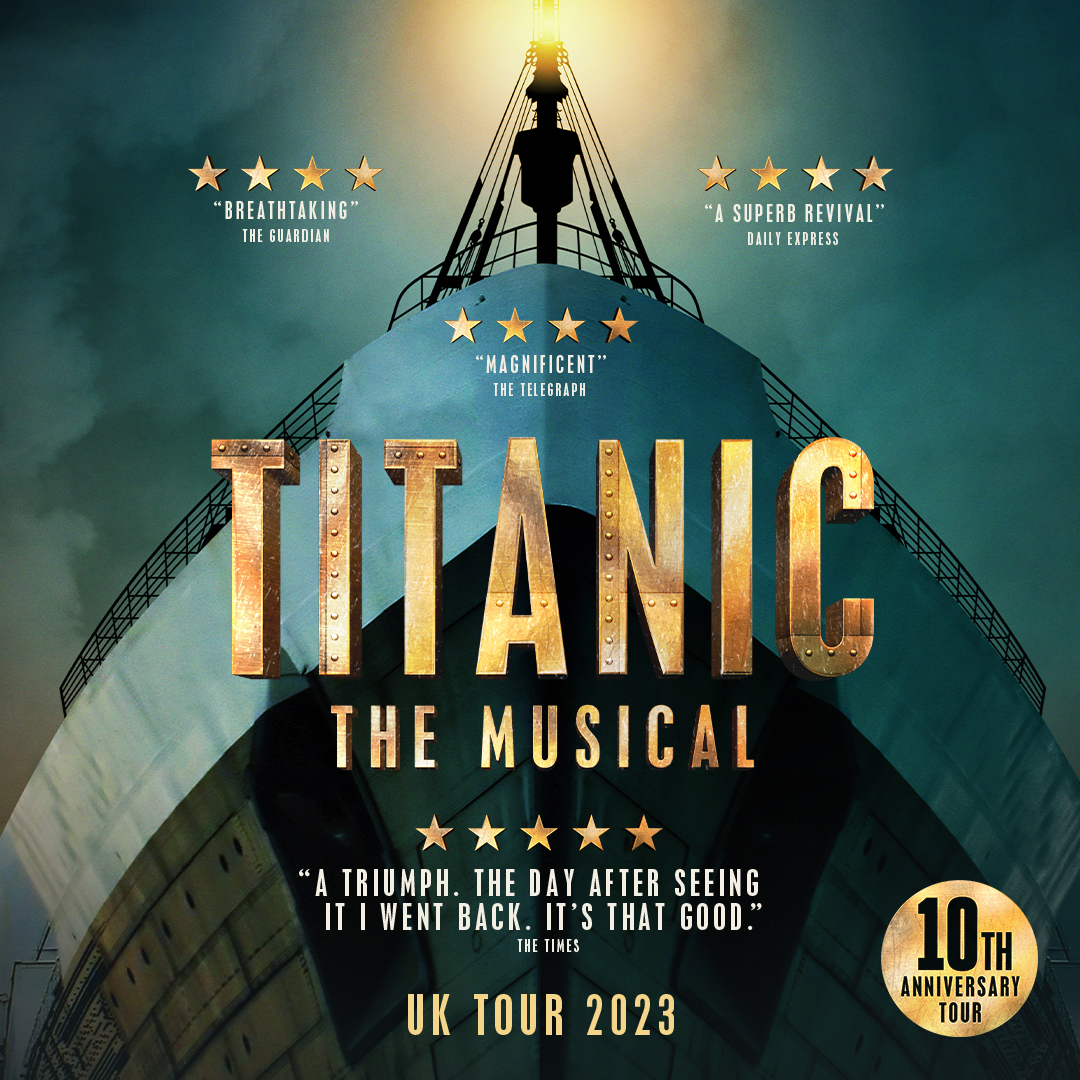 “BREATHTAKING”
THE GUARDIAN
“A SUPERB REVIVAL”
DAILY EXPRESS
“MAGNIFICENT”
THE TELEGRAPH
TITANIC
THE MUSICAL
“A TRIUMPH. THE DAY AFTER SEEING
IT I WENT BACK. IT’S THAT GOOD.”
THE TIMES
UK TOUR 2023
10TH
ANNIVERSARY
TOUR